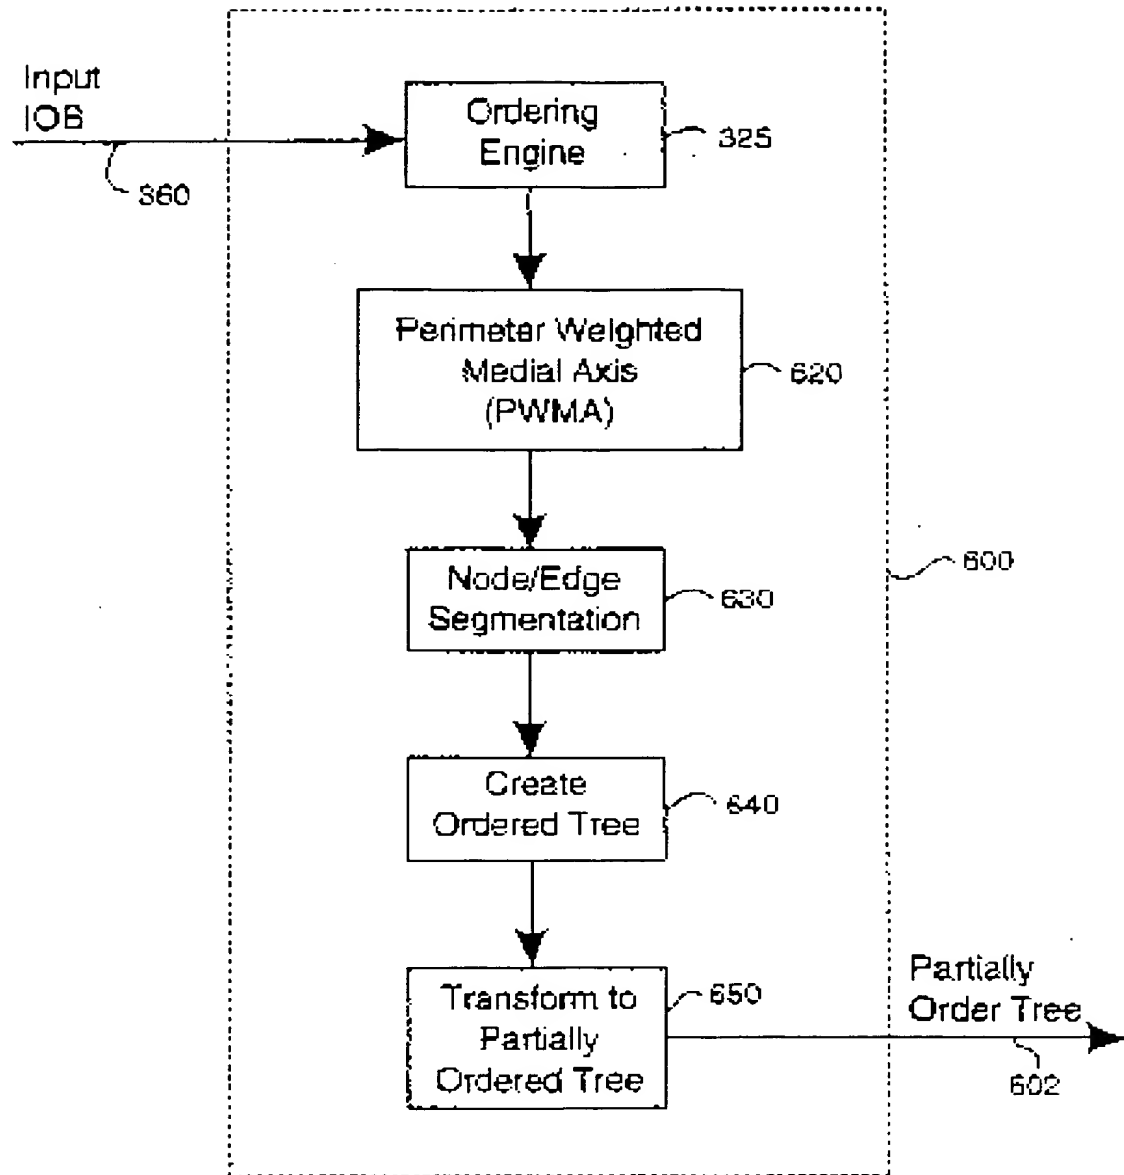 Input
IOB
360
Ordering
Engine
325
Perimeter Weighted
Medial Axis
(PWMA)
620
Node/Edge
Segmentation
630
600
Create
Ordered Tree
640
Transform to
Partially
Ordered Tree
650
Partially
Order Tree
602